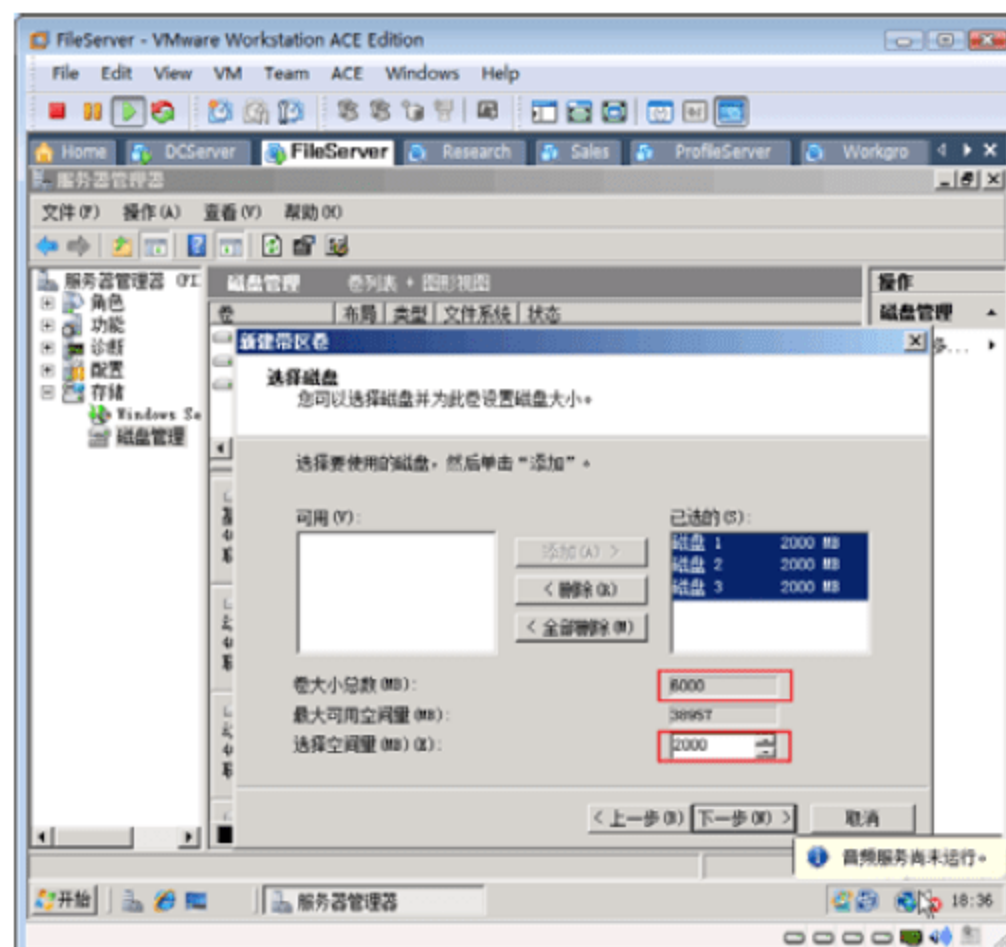 FileServer - VMware Workstation ACE Edition
File Edit View VM Team ACE Windows Help
Home DCServer FileServer Research Sales ProfileServer Workgro
服务器管理器
文件(F) 操作(A) 查看(V) 帮助(H)
服务器管理器 (FI
角色
功能
诊断
配置
存储
Windows Se
磁盘管理
磁盘管理 卷列表 + 图形视图
卷 布局 类型 文件系统 状态
操作
磁盘管理
多...
新建带区卷
选择磁盘
您可以选择磁盘并为此卷设置磁盘大小。
选择要使用的磁盘，然后单击“添加”。
可用(V):
已选的(S):
添加(A) >
< 删除(R)
< 全部删除(M)
磁盘 1 2000 MB
磁盘 2 2000 MB
磁盘 3 2000 MB
卷大小总数(MB): 6000
最大可用空间量(MB): 38957
选择空间量(MB)(E): 2000
< 上一步(B) 下一步(N) > 取消
音频服务尚未运行。
开始 服务器管理器 18:36